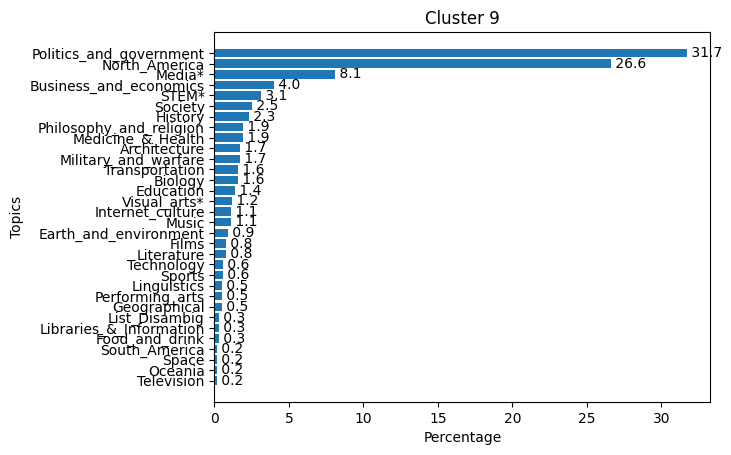 Cluster 9
Politics_and_government 31.7
North_America 26.6
Media* 8.1
Business_and_economics 4.0
STEM* 3.1
Society 2.5
History 2.3
Philosophy_and_religion 1.9
Medicine_&_Health 1.9
Architecture 1.7
Military_and_warfare 1.7
Transportation 1.6
Biology 1.6
Education 1.4
Visual_arts* 1.2
Internet_culture 1.1
Music 1.1
Earth_and_environment 0.9
Films 0.8
Literature 0.8
Technology 0.6
Sports 0.6
Linguistics 0.5
Performing_arts 0.5
Geographical 0.5
List_Disambig 0.3
Libraries_&_Information 0.3
Food_and_drink 0.3
South_America 0.2
Space 0.2
Oceania 0.2
Television 0.2
Topics
0 5 10 15 20 25 30
Percentage